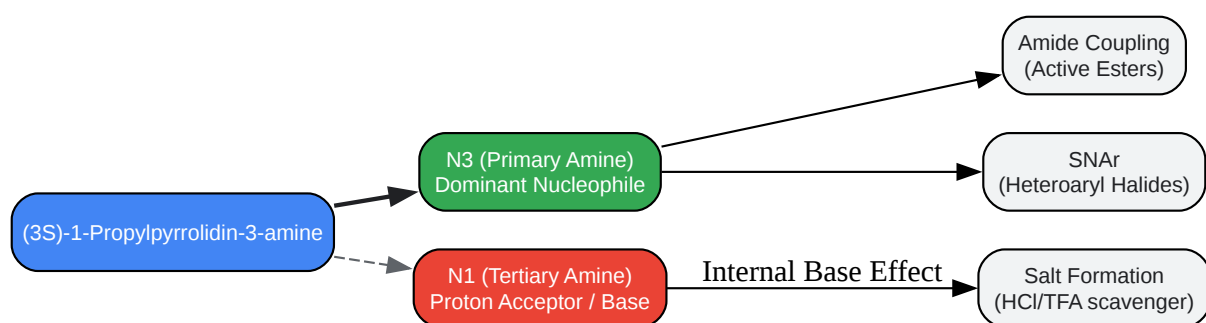 (3S)-1-Propylpyrrolidin-3-amine
N3 (Primary Amine)
Dominant Nucleophile
N1 (Tertiary Amine)
Proton Acceptor / Base
Internal Base Effect
Amide Coupling
(Active Esters)
SNAr
(Heteroaryl Halides)
Salt Formation
(HCl/TFA scavenger)